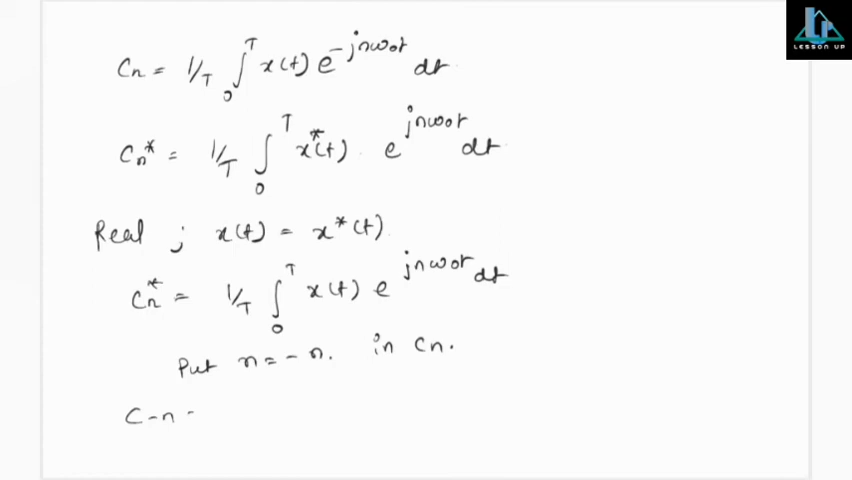 LESSON UP
Cn = 1/T ∫₀ᵀ x(t) e^-jnω₀t dt
Cn* = 1/T ∫₀ᵀ x*(t) . e^jnω₀t dt
Real ; x(t) = x*(t)
Cn* = 1/T ∫₀ᵀ x(t) e^jnω₀t dt
Put n = - n. in Cn.
C-n -